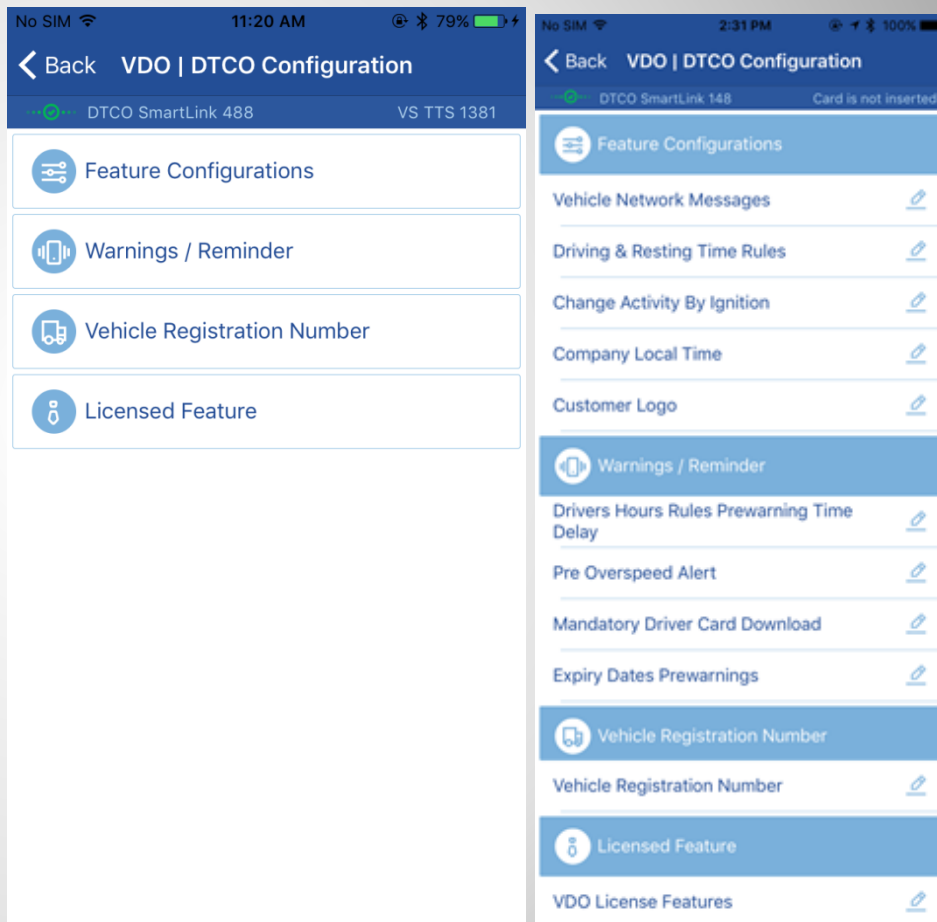 No SIM 11:20 AM 79%
Back VDO | DTCO Configuration
DTCO SmartLink 488 VS TTS 1381
Feature Configurations
Warnings / Reminder
Vehicle Registration Number
Licensed Feature
No SIM 2:31 PM 100%
Back VDO | DTCO Configuration
DTCO SmartLink 148 Card is not inserted
Feature Configurations
Vehicle Network Messages
Driving & Resting Time Rules
Change Activity By Ignition
Company Local Time
Customer Logo
Warnings / Reminder
Drivers Hours Rules Prewarning Time
Delay
Pre Overspeed Alert
Mandatory Driver Card Download
Expiry Dates Prewarnings
Vehicle Registration Number
Vehicle Registration Number
Licensed Feature
VDO License Features